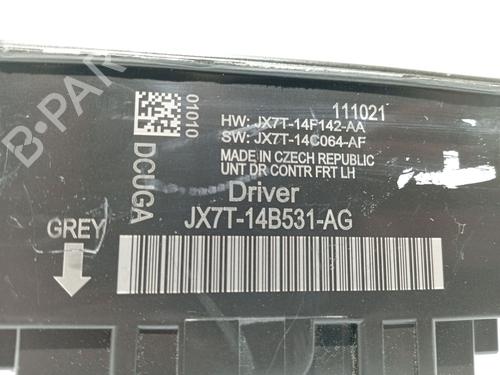 111021
HW: JX7T-14F142-AA
SW: JX7T-14C064-AF
MADE IN CZECH REPUBLIC
UNT DR CONTR FRT LH
01010
DCUGA
Driver
JX7T-14B531-AG
GREY
B-PARTS